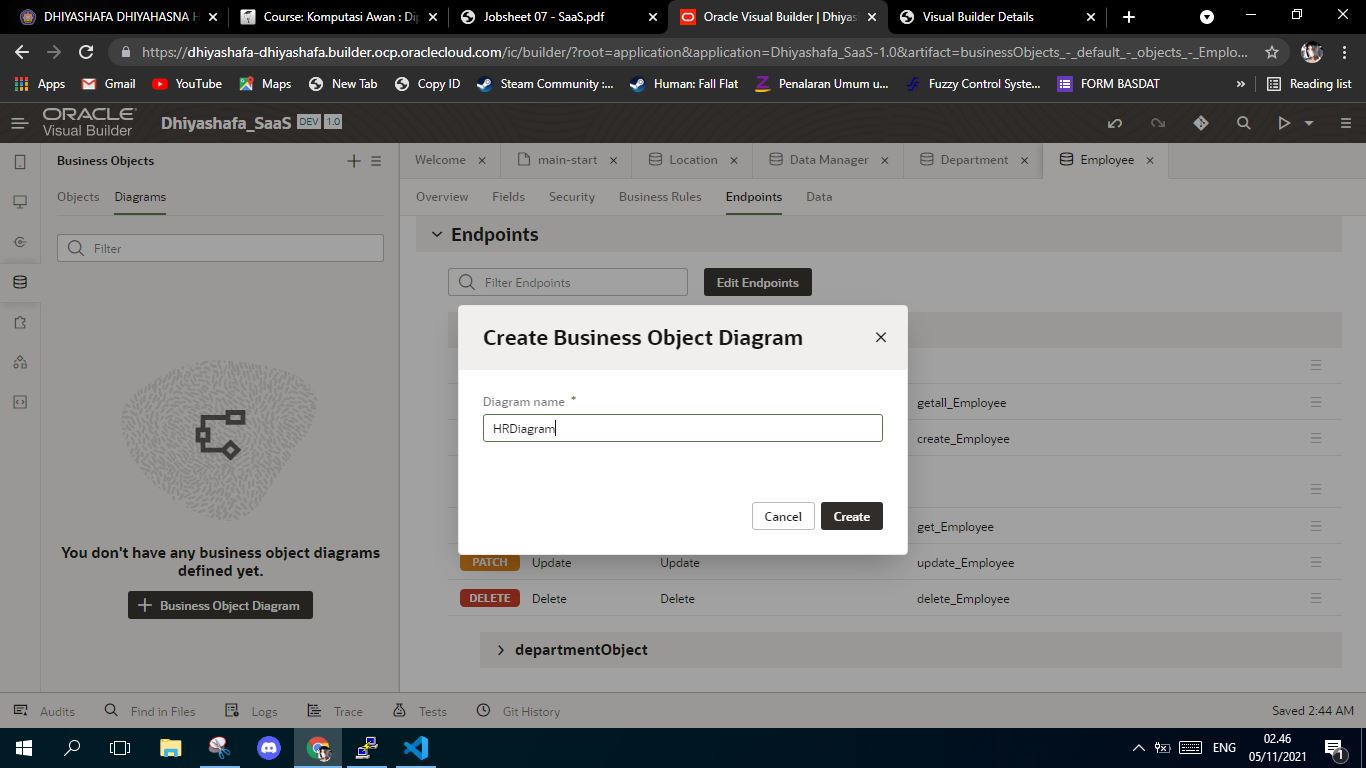 DHIYASHAFA DHIYAHASNA H
Course: Komputasi Awan : Dip
Jobsheet 07 - SaaS.pdf
Oracle Visual Builder | Dhiyash
Visual Builder Details
https://dhiyashafa-dhiyashafa.builder.ocp.oraclecloud.com/ic/builder/?root=application&application=Dhiyashafa_SaaS-1.0&artifact=businessObjects_-_default_-_objects_-_Emplo...
Apps
Gmail
YouTube
Maps
New Tab
Copy ID
Steam Community :...
Human: Fall Flat
Penalaran Umum u...
Fuzzy Control Syste...
FORM BASDAT
»
Reading list
ORACLE
Visual Builder
Dhiyashafa_SaaS DEV 1.0
Business Objects
Objects Diagrams
Filter
You don't have any business object diagrams
defined yet.
+ Business Object Diagram
Welcome
main-start
Location
Data Manager
Department
Employee
Overview Fields Security Business Rules Endpoints Data
Endpoints
Filter Endpoints
Edit Endpoints
Create Business Object Diagram
Diagram name *
HRDiagram
Cancel
Create
getall_Employee
create_Employee
get_Employee
PATCH Update Update update_Employee
DELETE Delete Delete delete_Employee
departmentObject
Audits Find in Files Logs Trace Tests Git History
Saved 2:44 AM
ENG
02.46
05/11/2021
1